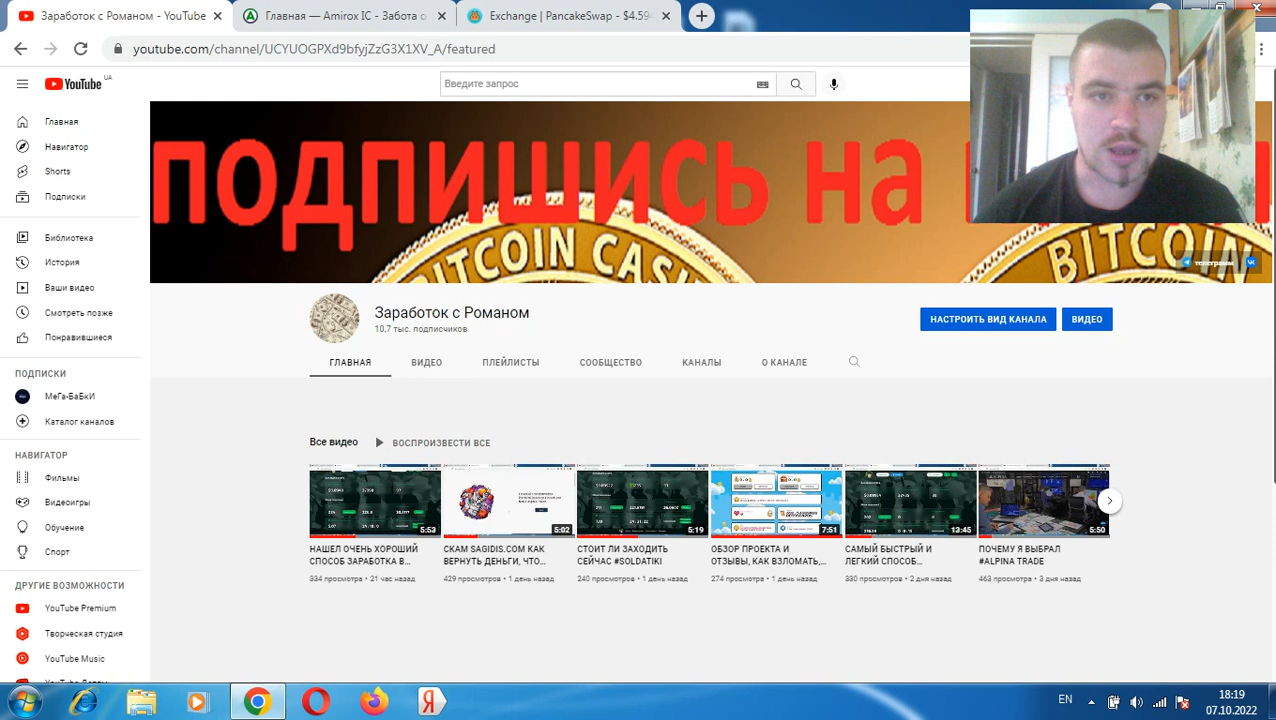 Заработок с Романом - YouTube
Главная — Amirox IC - Забота о
Exchange | PancakeSwap - $4.59
youtube.com/channel/UCYUOGPXd9bfyjZzG3X1XV_A/featured
YouTube UA
Введите запрос
Главная
Навигатор
Shorts
Подписки
Библиотека
История
Ваши видео
Смотреть позже
Понравившиеся
ПОДПИСКИ
МеГа-БаБкИ
Каталог каналов
НАВИГАТОР
Фильмы
Видеоигры
Обучение
Спорт
ДРУГИЕ ВОЗМОЖНОСТИ
YouTube Premium
Творческая студия
YouTube Music
подпишись на
BITCOIN CASH
BITCOIN
телеграмм
Заработок с Романом
10,7 тыс. подписчиков
НАСТРОИТЬ ВИД КАНАЛА
ВИДЕО
ГЛАВНАЯ
ВИДЕО
ПЛЕЙЛИСТЫ
СООБЩЕСТВО
КАНАЛЫ
О КАНАЛЕ
Все видео
ВОСПРОИЗВЕСТИ ВСЕ
5:53
НАШЕЛ ОЧЕНЬ ХОРОШИЙ
СПОСОБ ЗАРАБОТКА В...
334 просмотра • 21 час назад
5:02
СКАМ SAGIDIS.COM КАК
ВЕРНУТЬ ДЕНЬГИ, ЧТО...
429 просмотров • 1 день назад
5:19
СТОИТ ЛИ ЗАХОДИТЬ
СЕЙЧАС #SOLDATIKI
240 просмотров • 1 день назад
7:51
ОБЗОР ПРОЕКТА И
ОТЗЫВЫ, КАК ВЗЛОМАТЬ,...
274 просмотра • 1 день назад
13:45
САМЫЙ БЫСТРЫЙ И
ЛЕГКИЙ СПОСОБ...
330 просмотров • 2 дня назад
5:50
ПОЧЕМУ Я ВЫБРАЛ
#ALPINA TRADE
463 просмотра • 3 дня назад
EN
18:19
07.10.2022